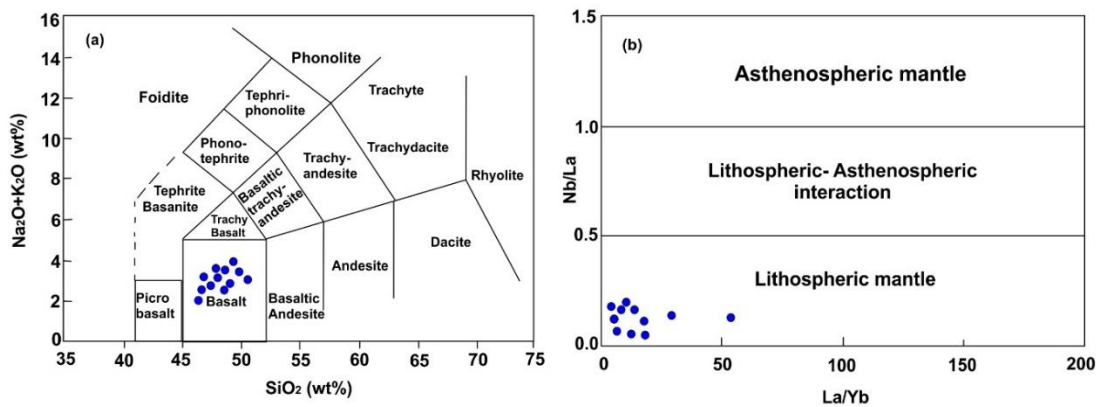 (a)
16
14
12
10
8
6
4
2
0
Na₂O+K₂O (wt%)
35
40
45
50
55
60
65
70
75
SiO₂ (wt%)
Foidite
Phonolite
Tephri-
phonolite
Trachyte
Phono-
tephrite
Trachy-
andesite
Trachydacite
Tephrite
Basanite
Basaltic
trachy-
andesite
Rhyolite
Trachy
Basalt
Dacite
Andesite
Picro
basalt
Basalt
Basaltic
Andesite
(b)
1.5
1.0
0.5
0.0
Nb/La
Asthenospheric mantle
Lithospheric- Asthenospheric
interaction
Lithospheric mantle
0
50
100
150
200
La/Yb